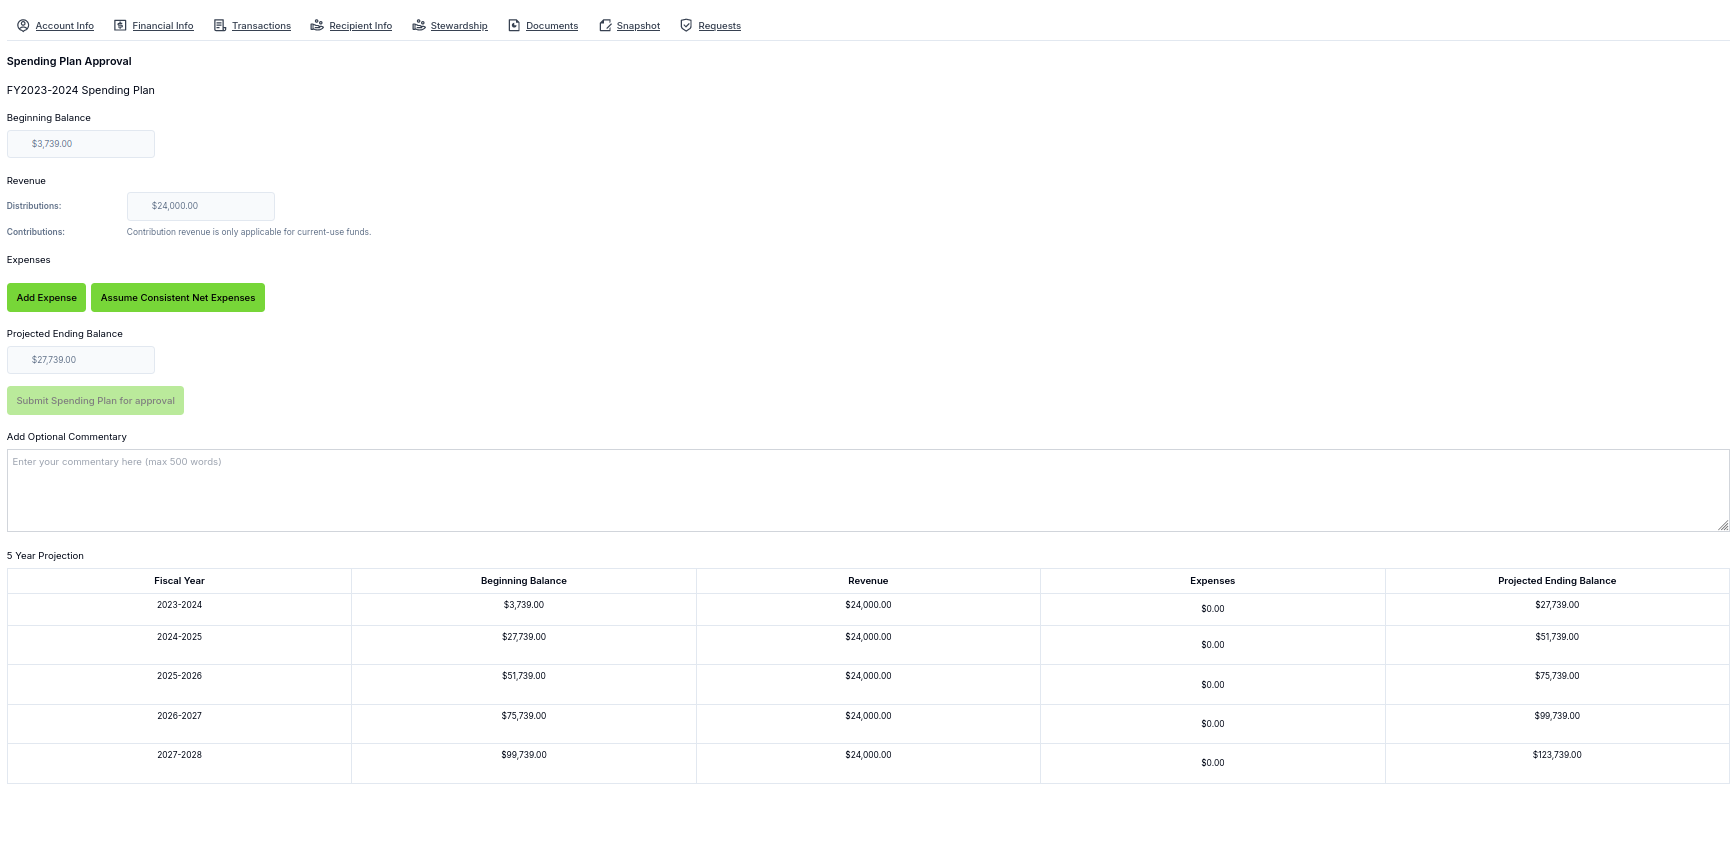 Account Info Financial Info Transactions Recipient Info Stewardship Documents Snapshot Requests
Spending Plan Approval
FY2023-2024 Spending Plan
Beginning Balance
$3,739.00
Revenue
Distributions: $24,000.00
Contributions: Contribution revenue is only applicable for current-use funds.
Expenses
Add Expense Assume Consistent Net Expenses
Projected Ending Balance
$27,739.00
Submit Spending Plan for approval
Add Optional Commentary
Enter your commentary here (max 500 words)
5 Year Projection
Fiscal Year Beginning Balance Revenue Expenses Projected Ending Balance
2023-2024 $3,739.00 $24,000.00 $0.00 $27,739.00
2024-2025 $27,739.00 $24,000.00 $0.00 $51,739.00
2025-2026 $51,739.00 $24,000.00 $0.00 $75,739.00
2026-2027 $75,739.00 $24,000.00 $0.00 $99,739.00
2027-2028 $99,739.00 $24,000.00 $0.00 $123,739.00